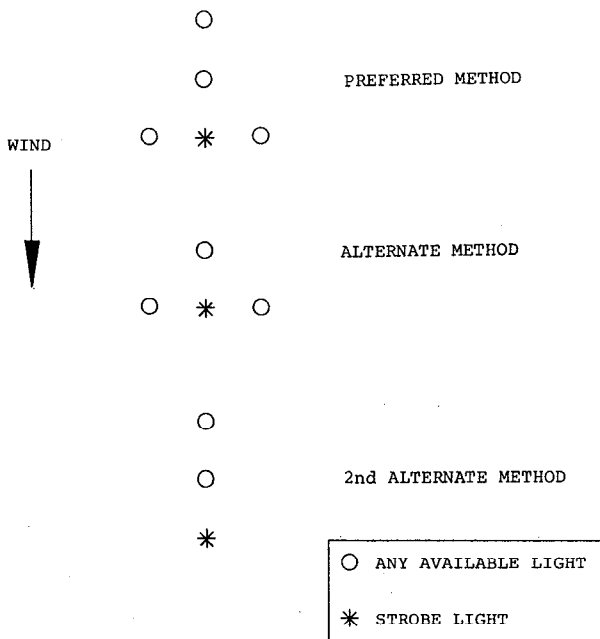 PREFERRED METHOD
WIND
ALTERNATE METHOD
2nd ALTERNATE METHOD
ANY AVAILABLE LIGHT
STROBE LIGHT